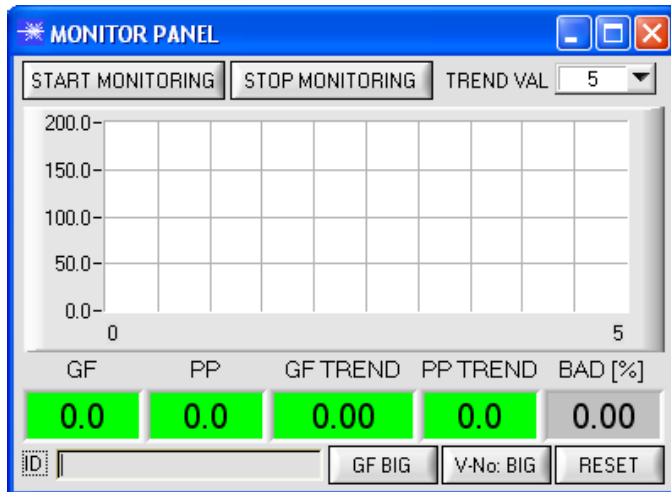 MONITOR PANEL
START MONITORING STOP MONITORING TREND VAL 5
200.0
150.0
100.0
50.0
0.0
0 5
GF PP GF TREND PP TREND BAD [%]
0.0 0.0 0.00 0.0 0.00
ID GF BIG V-No: BIG RESET